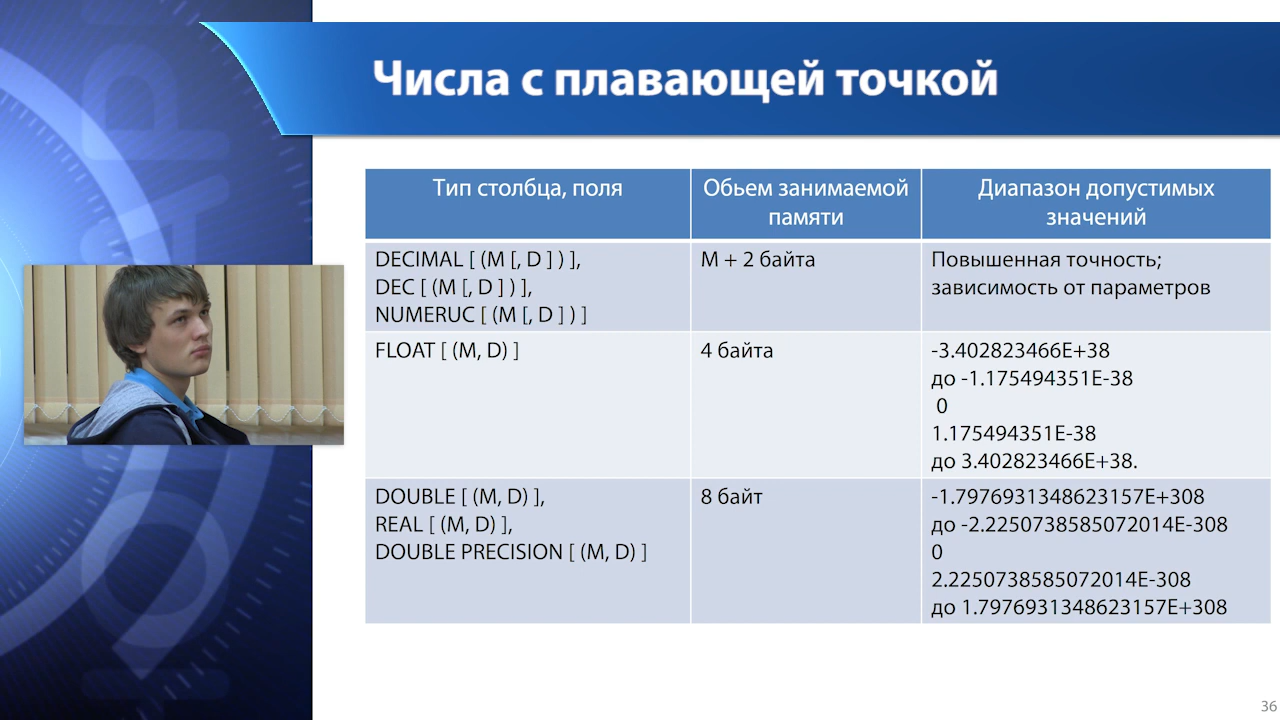 Числа с плавающей точкой
Тип столбца, поля
Обьем занимаемой
памяти
Диапазон допустимых
значений
DECIMAL [ (M [, D ] ) ],
DEC [ (M [, D ] ) ],
NUMERUC [ (M [, D ] ) ]
M + 2 байта
Повышенная точность;
зависимость от параметров
FLOAT [ (M, D) ]
4 байта
-3.402823466E+38
до -1.175494351E-38
0
1.175494351E-38
до 3.402823466E+38.
DOUBLE [ (M, D) ],
REAL [ (M, D) ],
DOUBLE PRECISION [ (M, D) ]
8 байт
-1.7976931348623157E+308
до -2.2250738585072014E-308
0
2.2250738585072014E-308
до 1.7976931348623157E+308
36